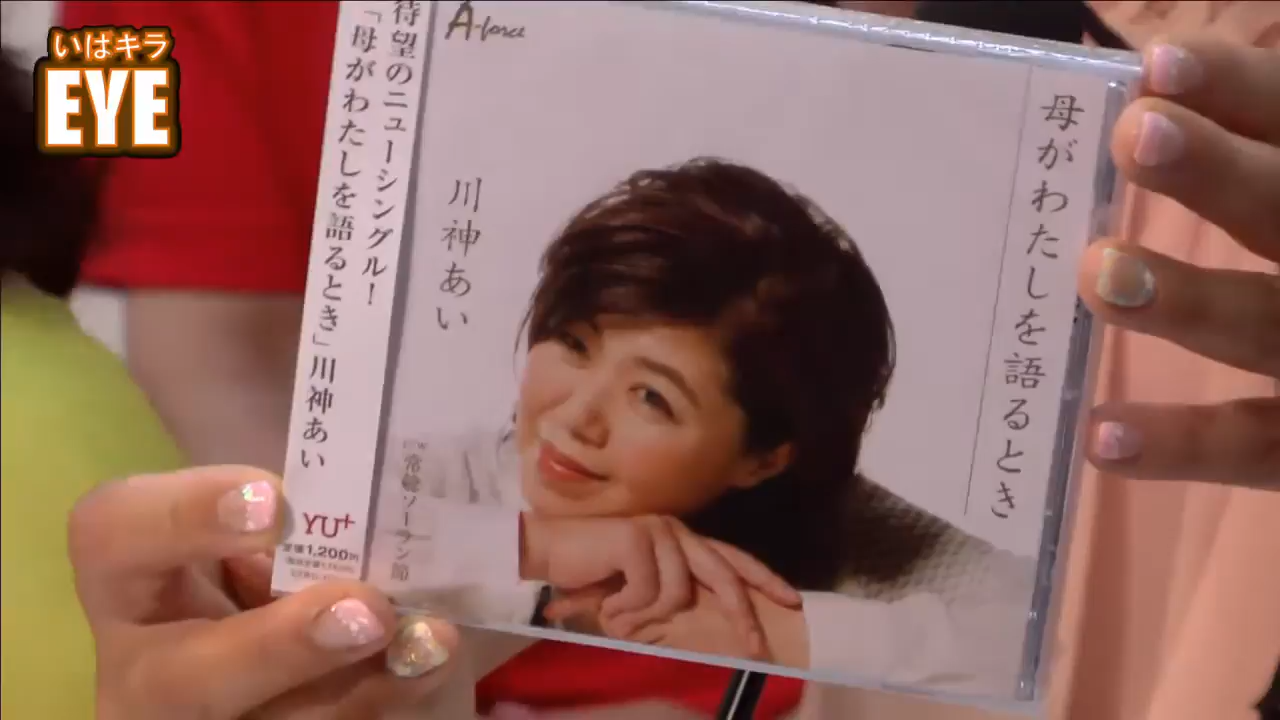 いはキラ
EYE
待望のニューシングル!
「母がわたしを語るとき」川神あい
YU+
定価1,200円
A-force
川神あい
c/w
ソーラン節
母がわたしを語るとき